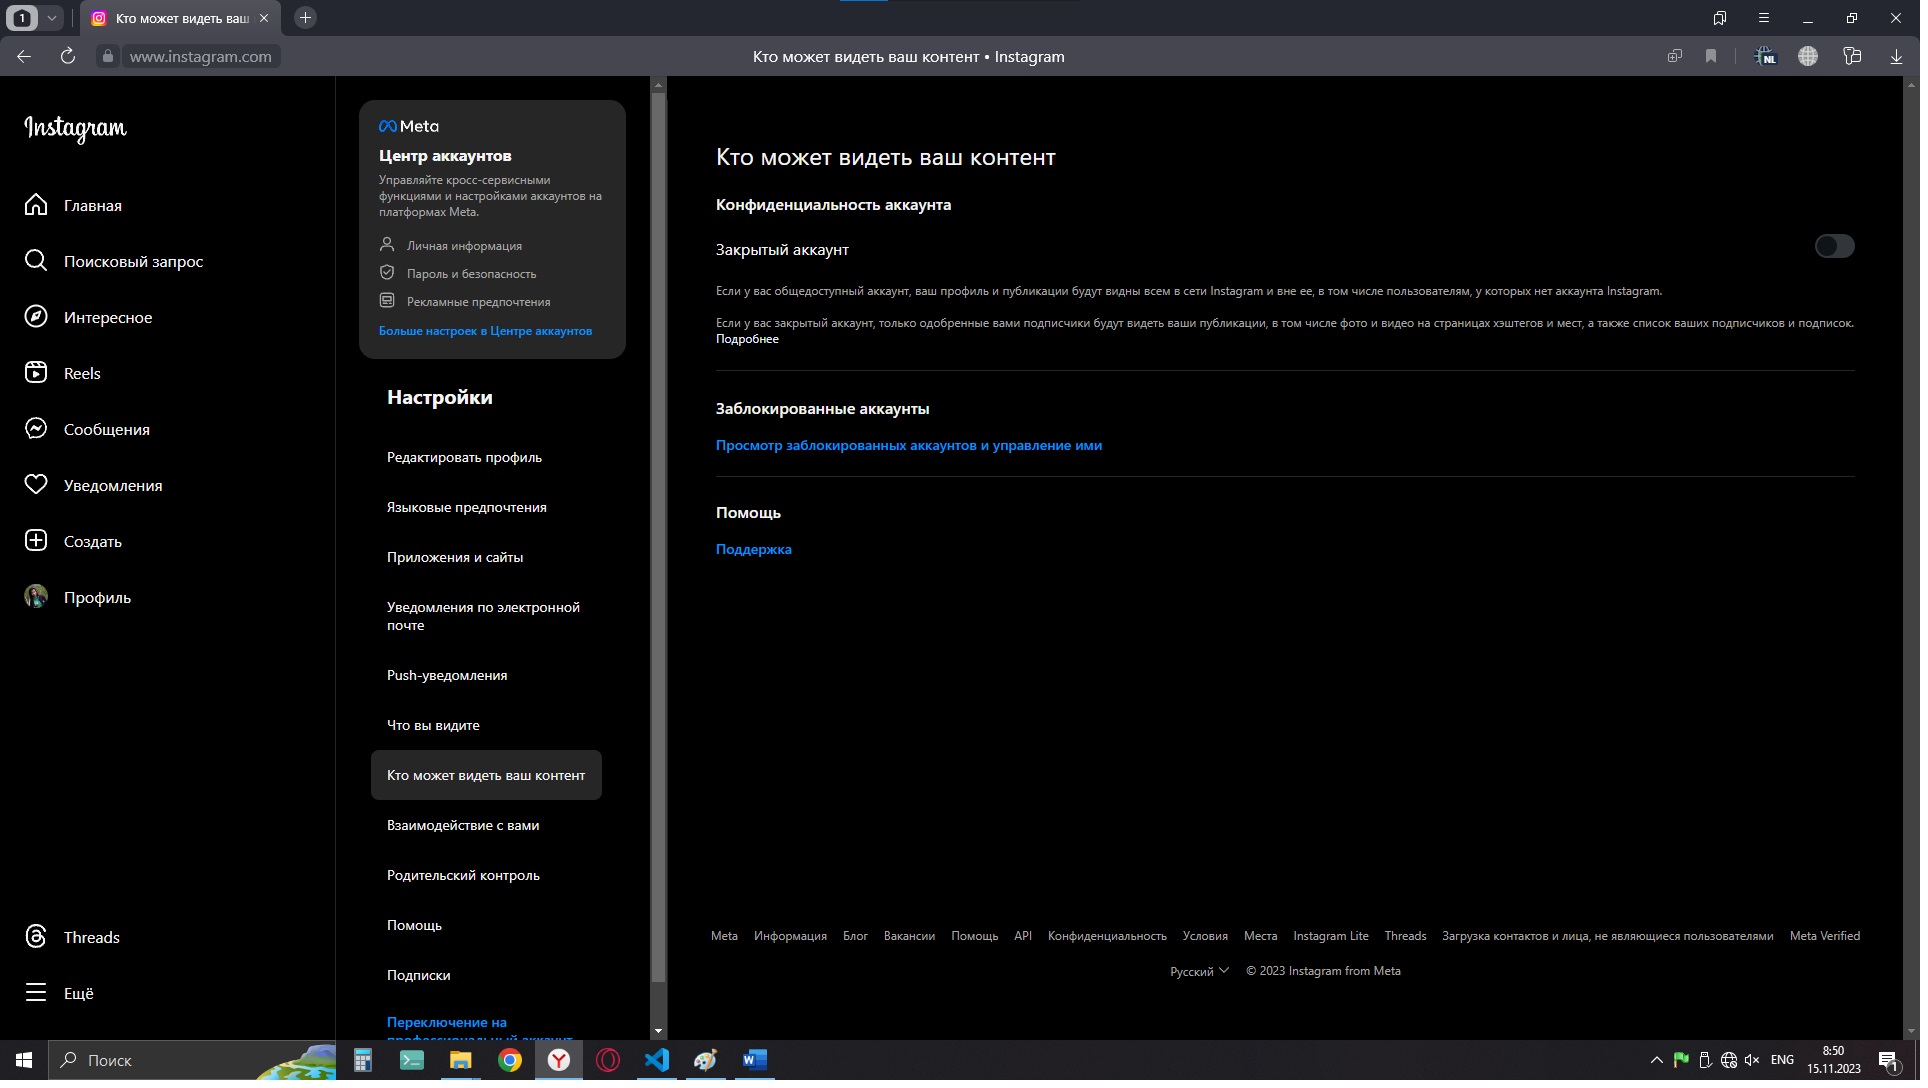 1
Кто может видеть ваш
www.instagram.com
Кто может видеть ваш контент • Instagram
NL
Instagram
Главная
Поисковый запрос
Интересное
Reels
Сообщения
Уведомления
Создать
Профиль
Threads
Ещё
Meta
Центр аккаунтов
Управляйте кросс-сервисными
функциями и настройками аккаунтов на
платформах Meta.
Личная информация
Пароль и безопасность
Рекламные предпочтения
Больше настроек в Центре аккаунтов
Настройки
Редактировать профиль
Языковые предпочтения
Приложения и сайты
Уведомления по электронной
почте
Push-уведомления
Что вы видите
Кто может видеть ваш контент
Взаимодействие с вами
Родительский контроль
Помощь
Подписки
Переключение на
профессиональный аккаунт
Кто может видеть ваш контент
Конфиденциальность аккаунта
Закрытый аккаунт
Если у вас общедоступный аккаунт, ваш профиль и публикации будут видны всем в сети Instagram и вне ее, в том числе пользователям, у которых нет аккаунта Instagram.
Если у вас закрытый аккаунт, только одобренные вами подписчики будут видеть ваши публикации, в том числе фото и видео на страницах хэштегов и мест, а также список ваших подписчиков и подписок.
Подробнее
Заблокированные аккаунты
Просмотр заблокированных аккаунтов и управление ими
Помощь
Поддержка
Meta Информация Блог Вакансии Помощь API Конфиденциальность Условия Места Instagram Lite Threads Загрузка контактов и лица, не являющиеся пользователями Meta Verified
Русский © 2023 Instagram from Meta
Поиск
ENG
8:50
15.11.2023
1